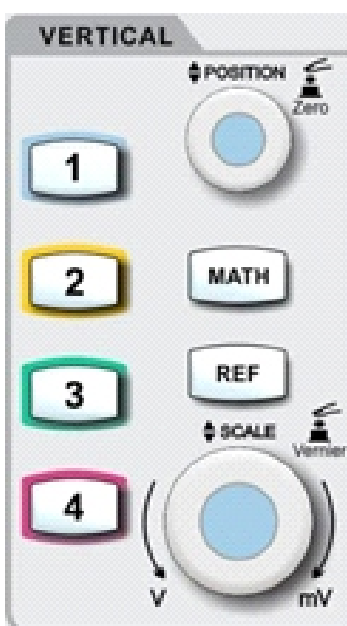 VERTICAL
POSITION
Zero
1
2
MATH
3
REF
SCALE
Vernier
4
V mV